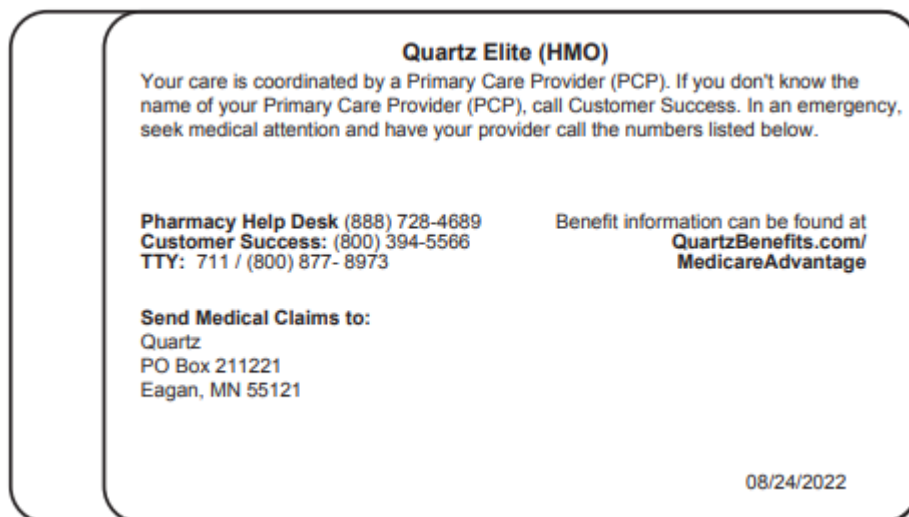 Quartz Elite (HMO)
Your care is coordinated by a Primary Care Provider (PCP). If you don't know the
name of your Primary Care Provider (PCP), call Customer Success. In an emergency,
seek medical attention and have your provider call the numbers listed below.
Pharmacy Help Desk (888) 728-4689
Customer Success: (800) 394-5566
TTY: 711 / (800) 877- 8973
Benefit information can be found at
QuartzBenefits.com/
MedicareAdvantage
Send Medical Claims to:
Quartz
PO Box 211221
Eagan, MN 55121
08/24/2022